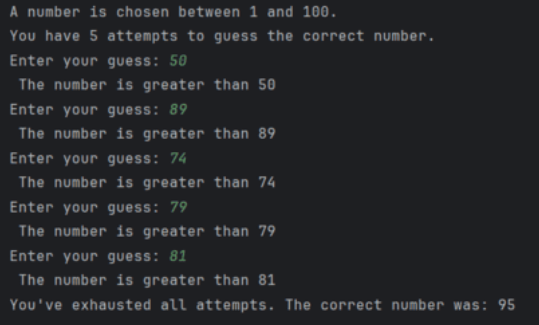 A number is chosen between 1 and 100.
You have 5 attempts to guess the correct number.
Enter your guess: 50
The number is greater than 50
Enter your guess: 89
The number is greater than 89
Enter your guess: 74
The number is greater than 74
Enter your guess: 79
The number is greater than 79
Enter your guess: 81
The number is greater than 81
You've exhausted all attempts. The correct number was: 95